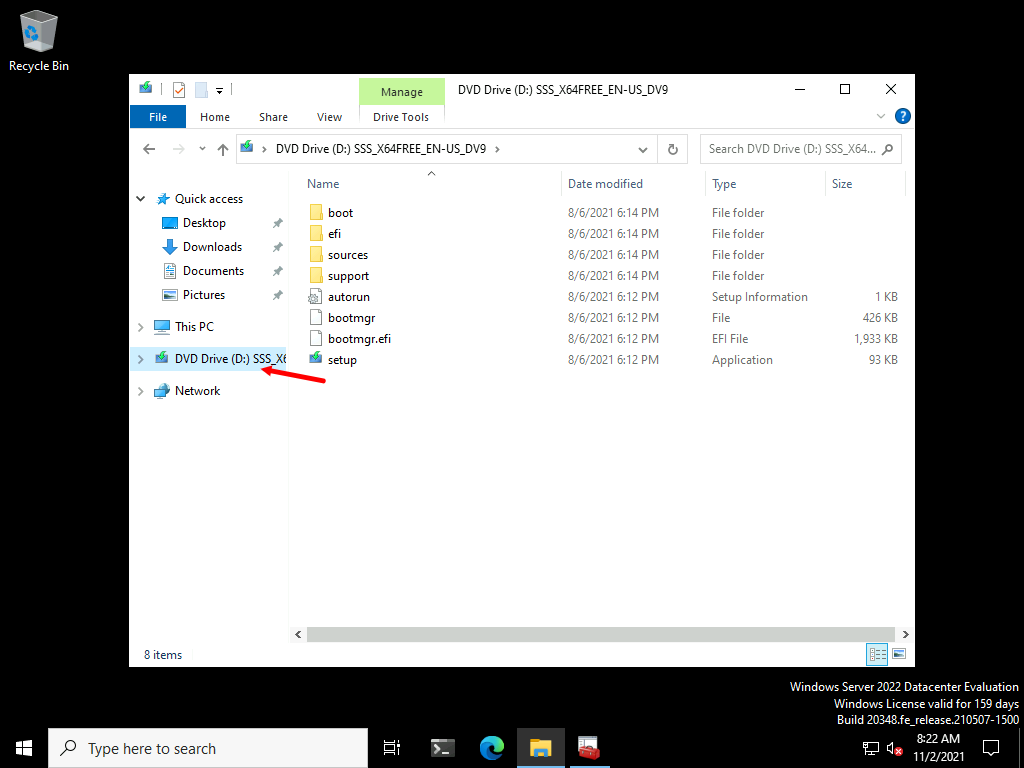 Recycle Bin
Manage
DVD Drive (D:) SSS_X64FREE_EN-US_DV9
File Home Share View Drive Tools
DVD Drive (D:) SSS_X64FREE_EN-US_DV9
Search DVD Drive (D:) SSS_X64...
Name Date modified Type Size
Quick access
Desktop
Downloads
Documents
Pictures
This PC
DVD Drive (D:) SSS_X6
Network
boot 8/6/2021 6:14 PM File folder
efi 8/6/2021 6:14 PM File folder
sources 8/6/2021 6:14 PM File folder
support 8/6/2021 6:14 PM File folder
autorun 8/6/2021 6:12 PM Setup Information 1 KB
bootmgr 8/6/2021 6:12 PM File 426 KB
bootmgr.efi 8/6/2021 6:12 PM EFI File 1,933 KB
setup 8/6/2021 6:12 PM Application 93 KB
8 items
Windows Server 2022 Datacenter Evaluation
Windows License valid for 159 days
Build 20348.fe_release.210507-1500
Type here to search
8:22 AM
11/2/2021